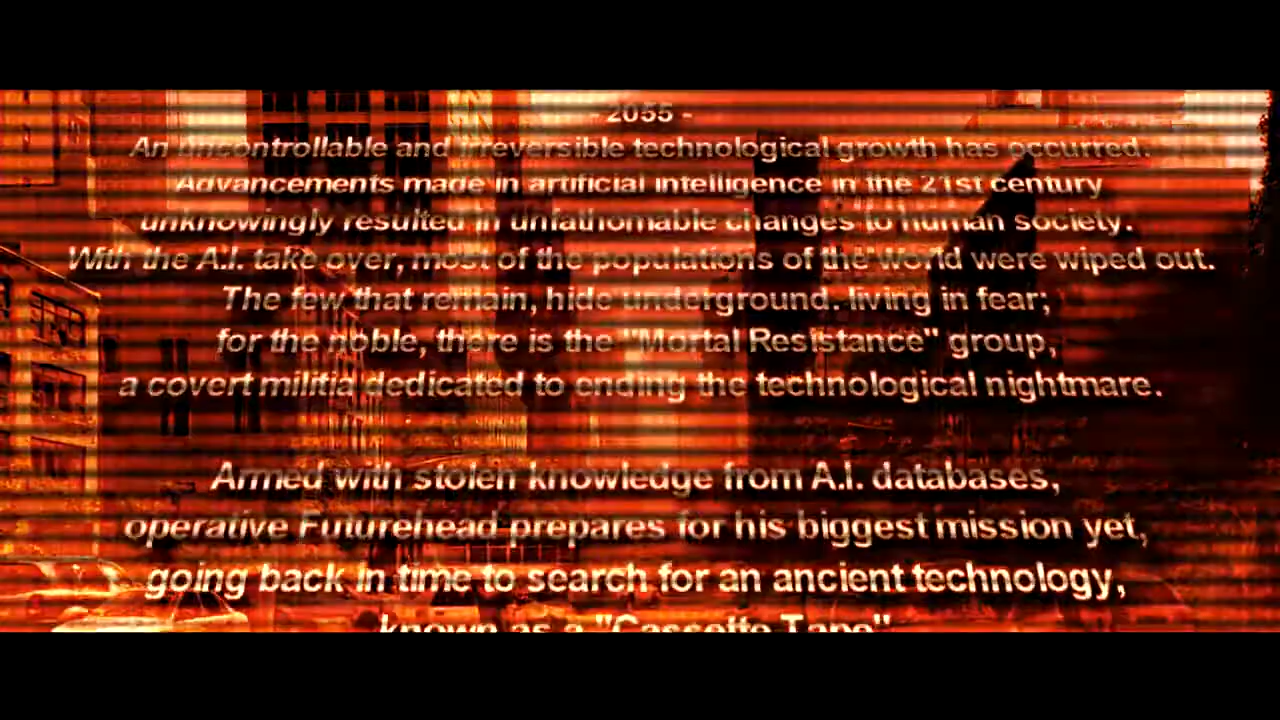 - 2055 -
An uncontrollable and irreversible technological growth has occurred.
Advancements made in artificial intelligence in the 21st century
unknowingly resulted in unfathomable changes to human society.
With the A.I. take over, most of the populations of the world were wiped out.
The few that remain, hide underground. living in fear;
for the noble, there is the "Mortal Resistance" group,
a covert militia dedicated to ending the technological nightmare.
Armed with stolen knowledge from A.I. databases,
operative Futurehead prepares for his biggest mission yet,
going back in time to search for an ancient technology,
known as a "Cassette Tape"